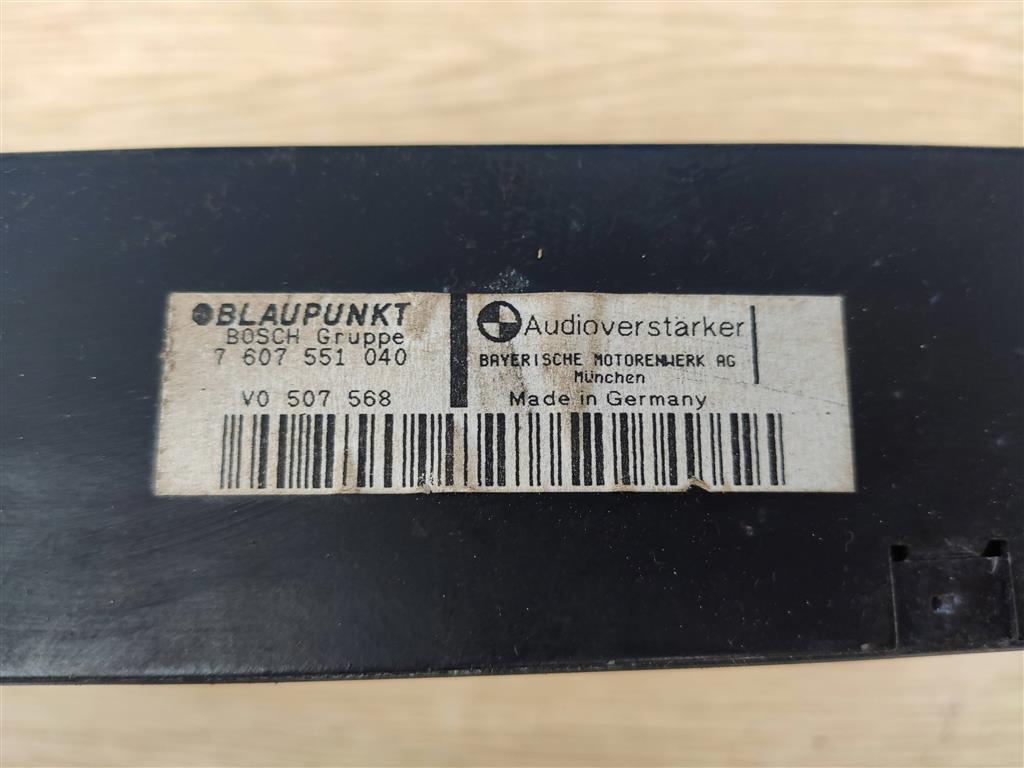 BLAUPUNKT
BOSCH Gruppe
7 607 551 040
V0 507 568
Audioverstärker
BAYERISCHE MOTORENWERK AG
München
Made in Germany